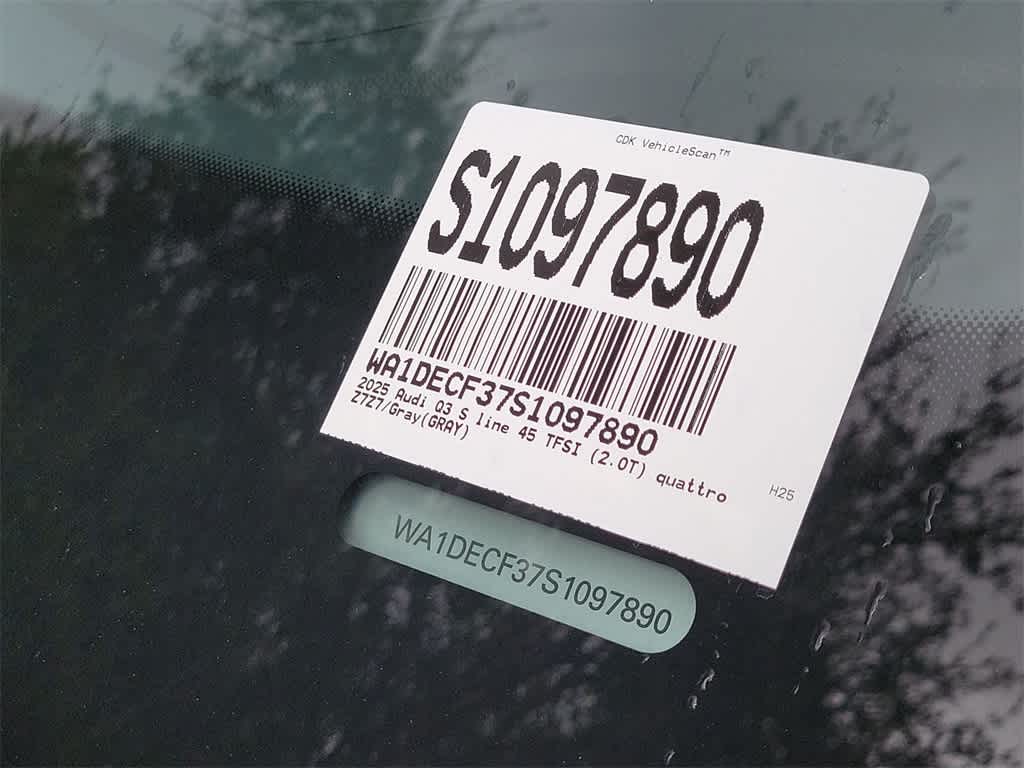 CDK VehicleScan™
S1097890
WA1DECF37S1097890
2025 Audi Q3 S line 45 TFSI (2.0T) quattro
Z7Z7/Gray(GRAY)
H25
WA1DECF37S1097890